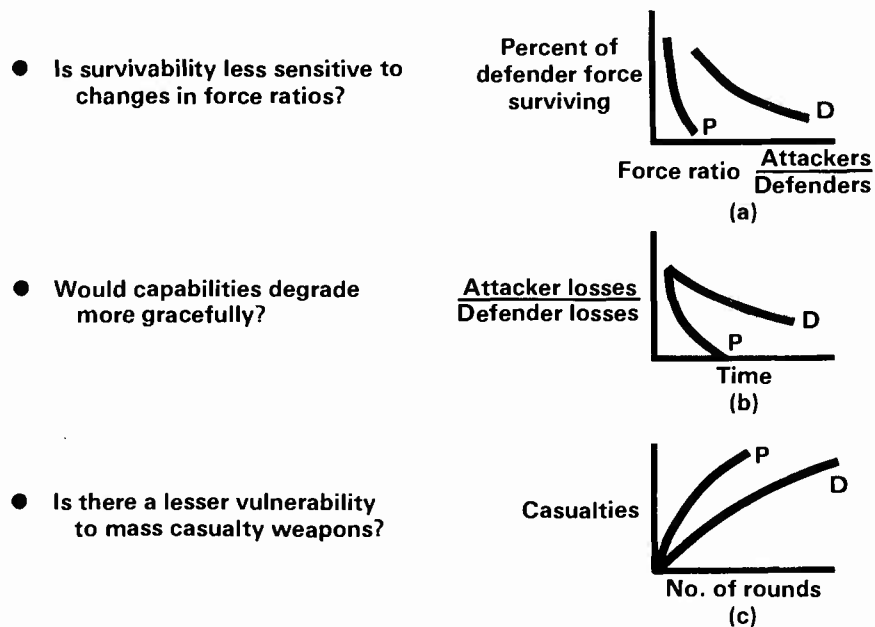 ● Is survivability less sensitive to
changes in force ratios?
Percent of
defender force
surviving
P
D
Force ratio Attackers
Defenders
(a)
● Would capabilities degrade
more gracefully?
Attacker losses
Defender losses
D
P
Time
(b)
● Is there a lesser vulnerability
to mass casualty weapons?
Casualties
P
D
No. of rounds
(c)